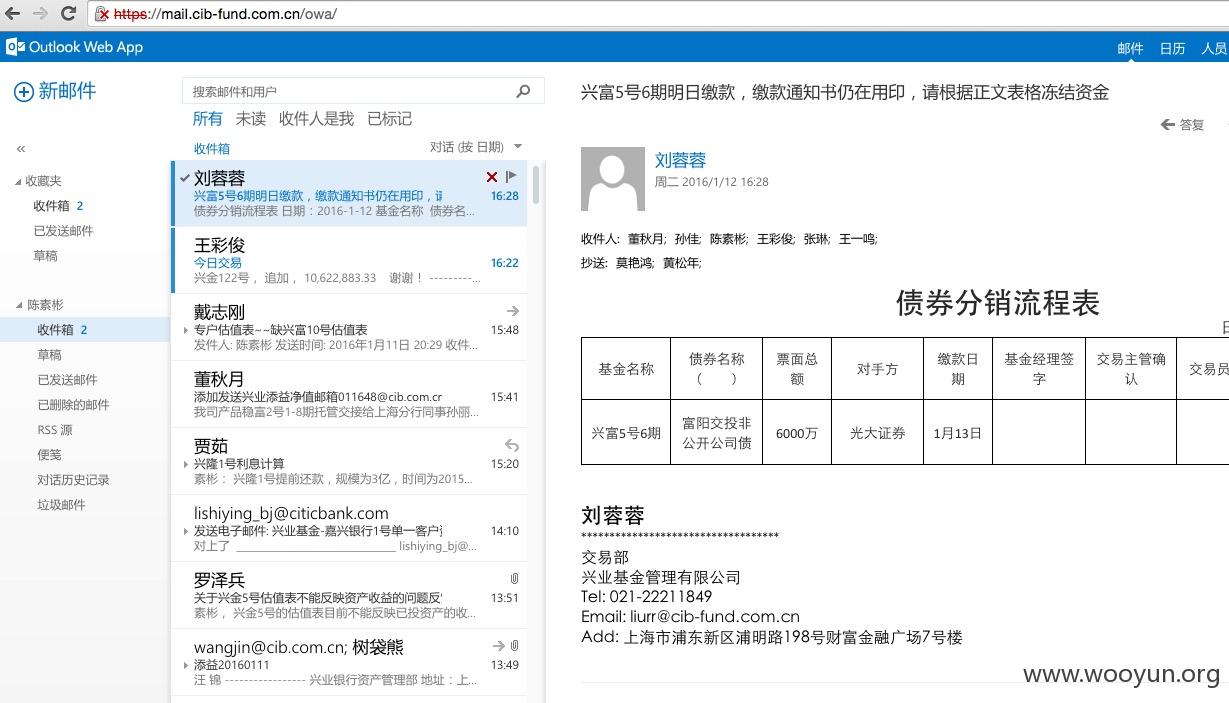 https://mail.cib-fund.com.cn/owa/
Outlook Web App
邮件 日历 人员
新邮件
«
收藏夹
收件箱 2
已发送邮件
草稿
陈素彬
收件箱 2
草稿
已发送邮件
已删除的邮件
RSS 源
便笺
对话历史记录
垃圾邮件
搜索邮件和用户
所有 未读 收件人是我 已标记
收件箱 对话 (按 日期)
刘蓉蓉
兴富5号6期明日缴款，缴款通知书仍在用印，
16:28
债券分销流程表 日期：2016-1-12 基金名称 债券名...
王彩俊
今日交易 16:22
兴金122号， 追加， 10,622,883.33 谢谢！ ---------...
戴志刚
专户估值表~~缺兴富10号估值表 15:48
发件人: 陈素彬 发送时间: 2016年1月11日 20:29 收件...
董秋月
添加发送兴业添益净值邮箱011648@cib.com.cr 15:41
我司产品稳富2号1-8期托管交接给上海分行同事孙丽...
贾茹
兴隆1号利息计算 15:20
素彬： 兴隆1号提前还款，规模为3亿，时间为2015...
lishiying_bj@citicbank.com
发送电子邮件: 兴业基金-嘉兴银行1号单一客户 14:10
对上了 ____________________________ lishiying_bj@...
罗泽兵
关于兴金5号估值表不能反映资产收益的问题反 13:51
素彬， 兴金5号的估值表目前不能反映已投资产的收...
wangjin@cib.com.cn; 树袋熊
添益20160111 13:49
汪 锦 ----------------- 兴业银行资产管理部 地址：上...
兴富5号6期明日缴款，缴款通知书仍在用印，请根据正文表格冻结资金
答复
刘蓉蓉
周二 2016/1/12 16:28
收件人: 董秋月; 孙佳; 陈素彬; 王彩俊; 张琳; 王一鸣;
抄送: 莫艳鸿; 黄松年;
债券分销流程表
基金名称 债券名称（ ） 票面总额 对手方 缴款日期 基金经理签字 交易主管确认 交易员
兴富5号6期 富阳交投非公开公司债 6000万 光大证券 1月13日
刘蓉蓉
**********************************
交易部
兴业基金管理有限公司
Tel: 021-22211849
Email: liurr@cib-fund.com.cn
Add: 上海市浦东新区浦明路198号财富金融广场7号楼
www.wooyun.org